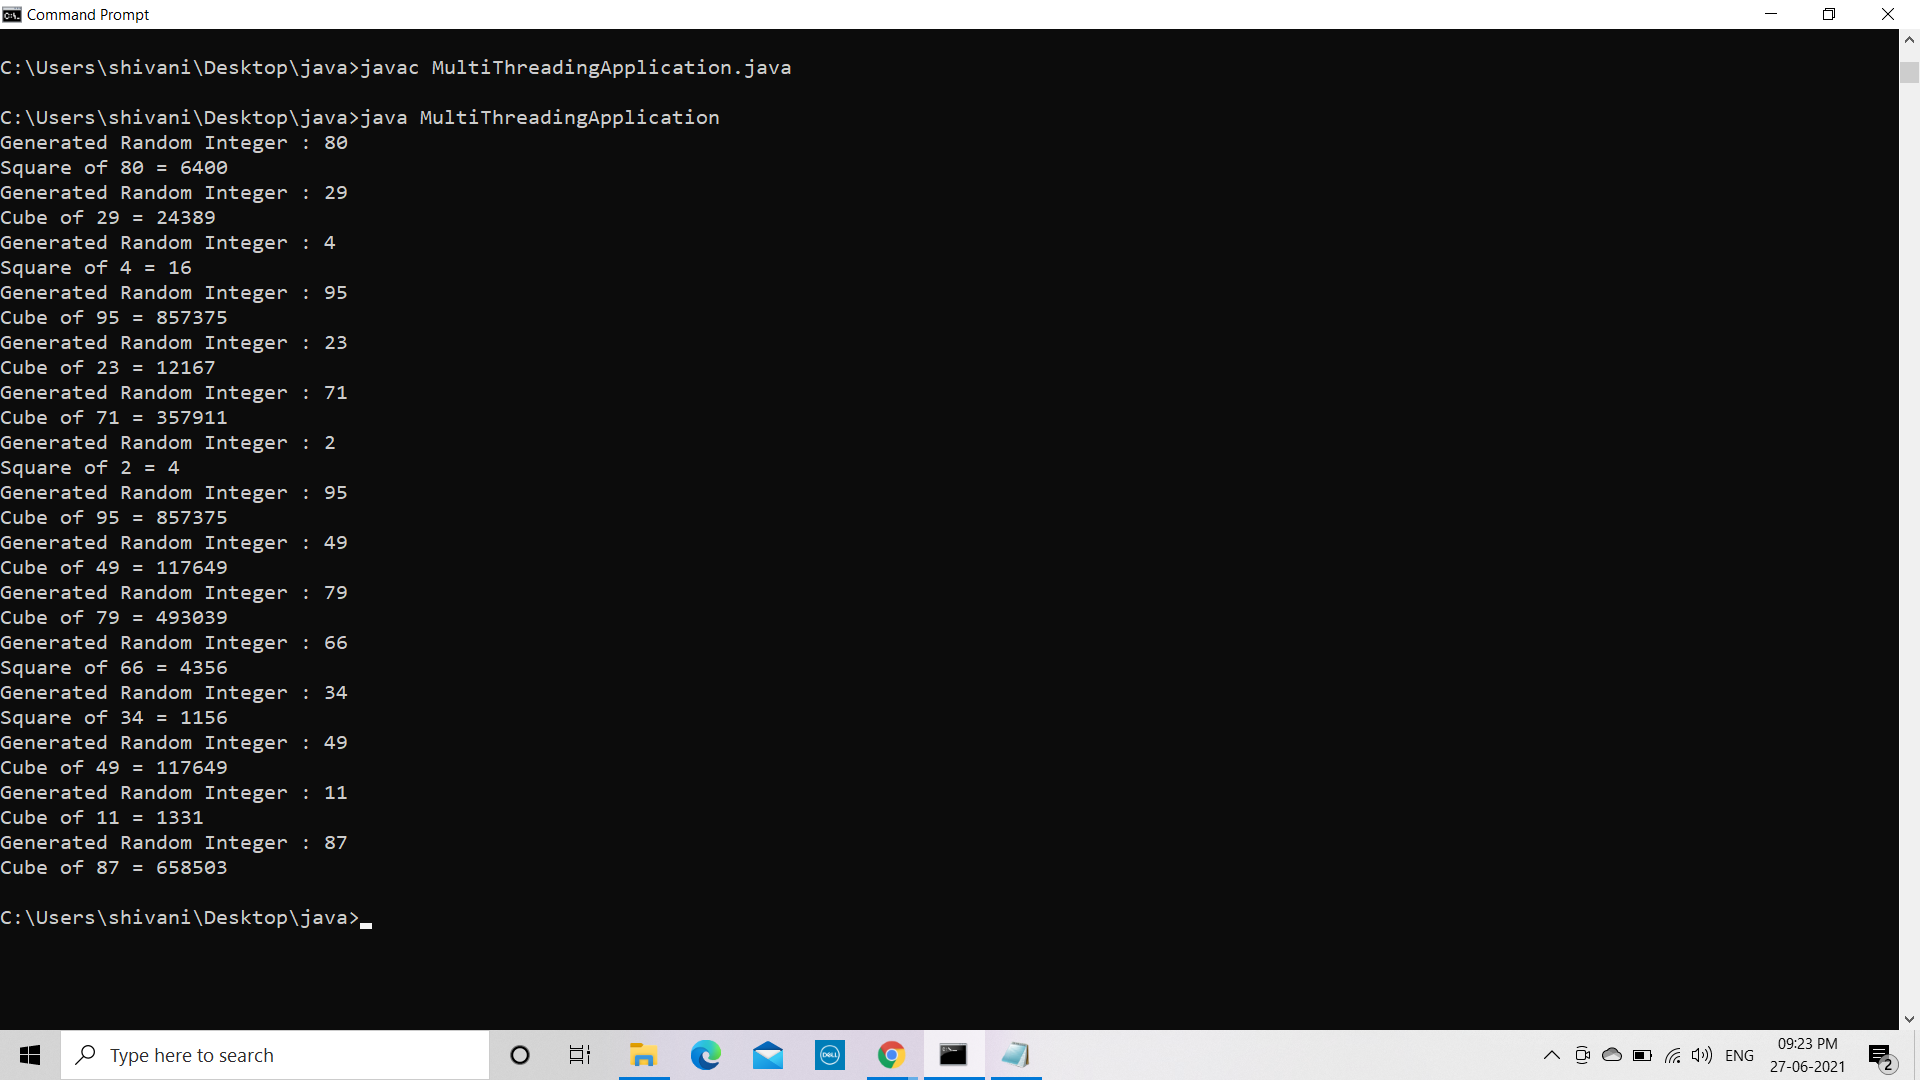 Command Prompt
C:\Users\shivani\Desktop\java>javac MultiThreadingApplication.java
C:\Users\shivani\Desktop\java>java MultiThreadingApplication
Generated Random Integer : 80
Square of 80 = 6400
Generated Random Integer : 29
Cube of 29 = 24389
Generated Random Integer : 4
Square of 4 = 16
Generated Random Integer : 95
Cube of 95 = 857375
Generated Random Integer : 23
Cube of 23 = 12167
Generated Random Integer : 71
Cube of 71 = 357911
Generated Random Integer : 2
Square of 2 = 4
Generated Random Integer : 95
Cube of 95 = 857375
Generated Random Integer : 49
Cube of 49 = 117649
Generated Random Integer : 79
Cube of 79 = 493039
Generated Random Integer : 66
Square of 66 = 4356
Generated Random Integer : 34
Square of 34 = 1156
Generated Random Integer : 49
Cube of 49 = 117649
Generated Random Integer : 11
Cube of 11 = 1331
Generated Random Integer : 87
Cube of 87 = 658503
C:\Users\shivani\Desktop\java>
Type here to search
DELL
ENG
09:23 PM
27-06-2021
2